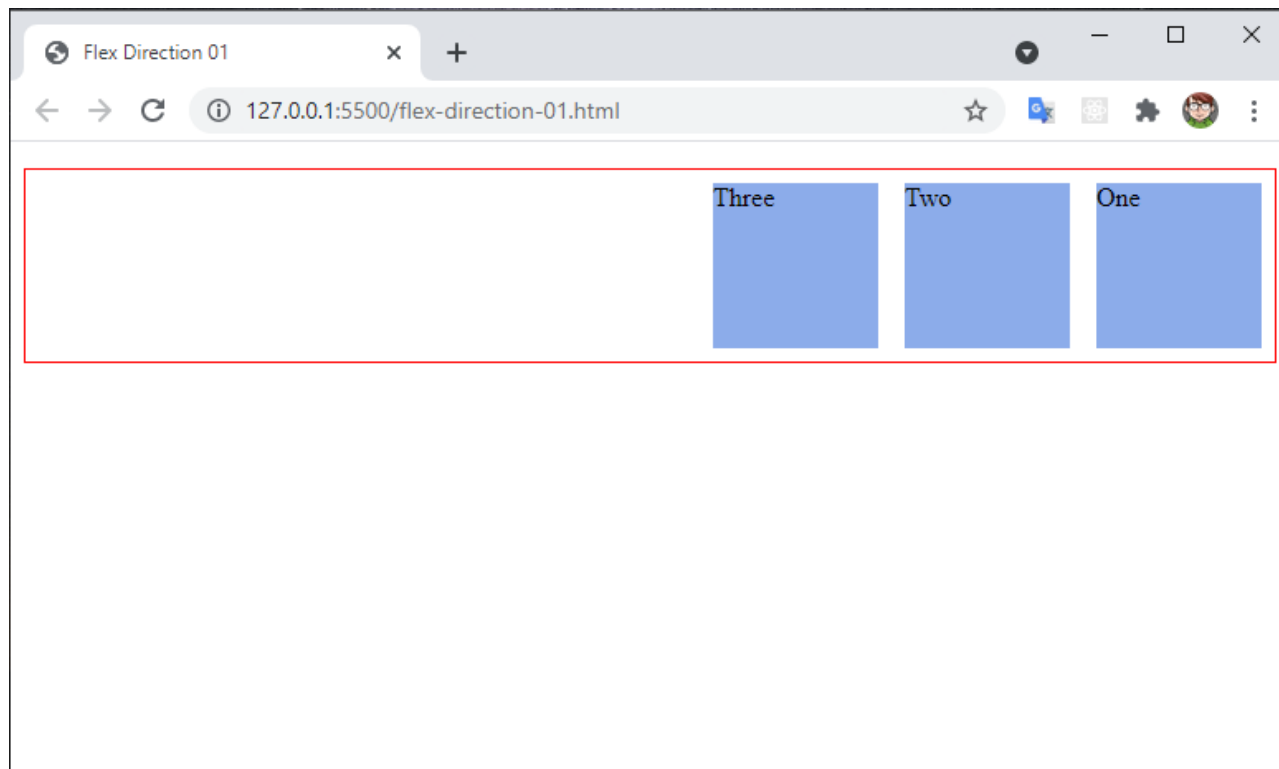 Flex Direction 01
127.0.0.1:5500/flex-direction-01.html
Three Two One